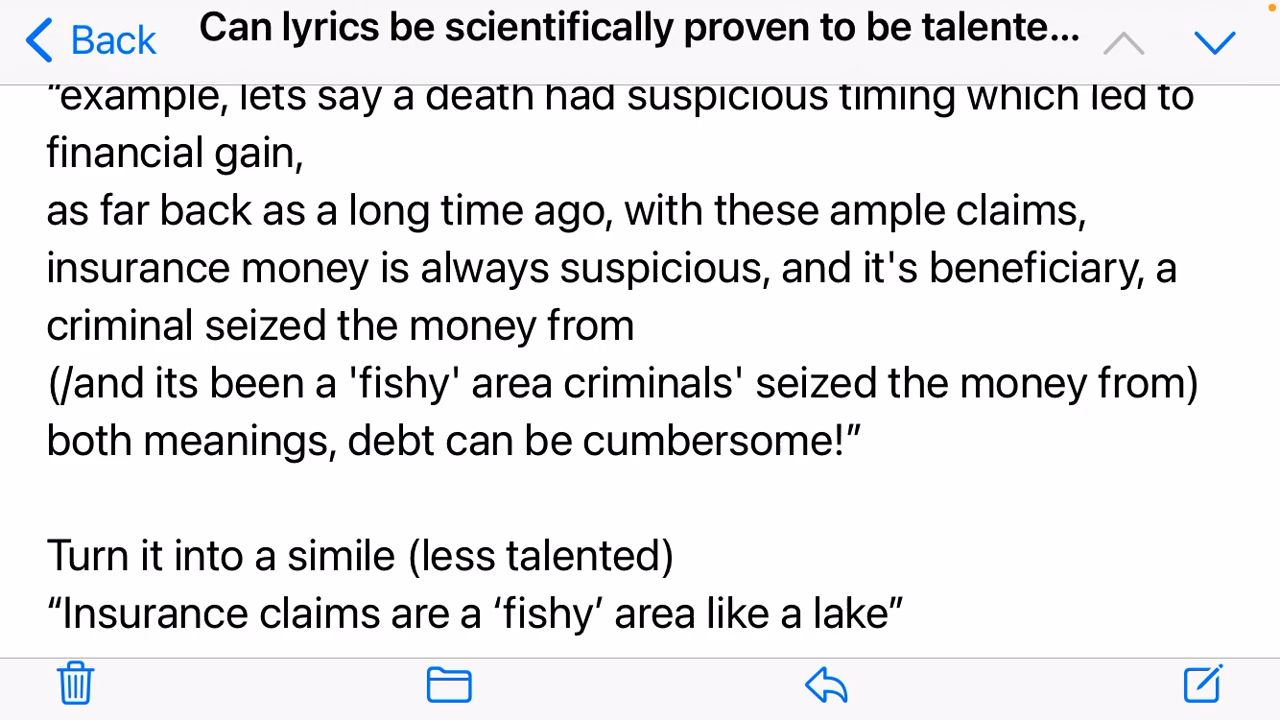 Back
Can lyrics be scientifically proven to be talente...
“example, lets say a death had suspicious timing which led to
financial gain,
as far back as a long time ago, with these ample claims,
insurance money is always suspicious, and it's beneficiary, a
criminal seized the money from
(/and its been a 'fishy' area criminals' seized the money from)
both meanings, debt can be cumbersome!”
Turn it into a simile (less talented)
“Insurance claims are a ‘fishy’ area like a lake”